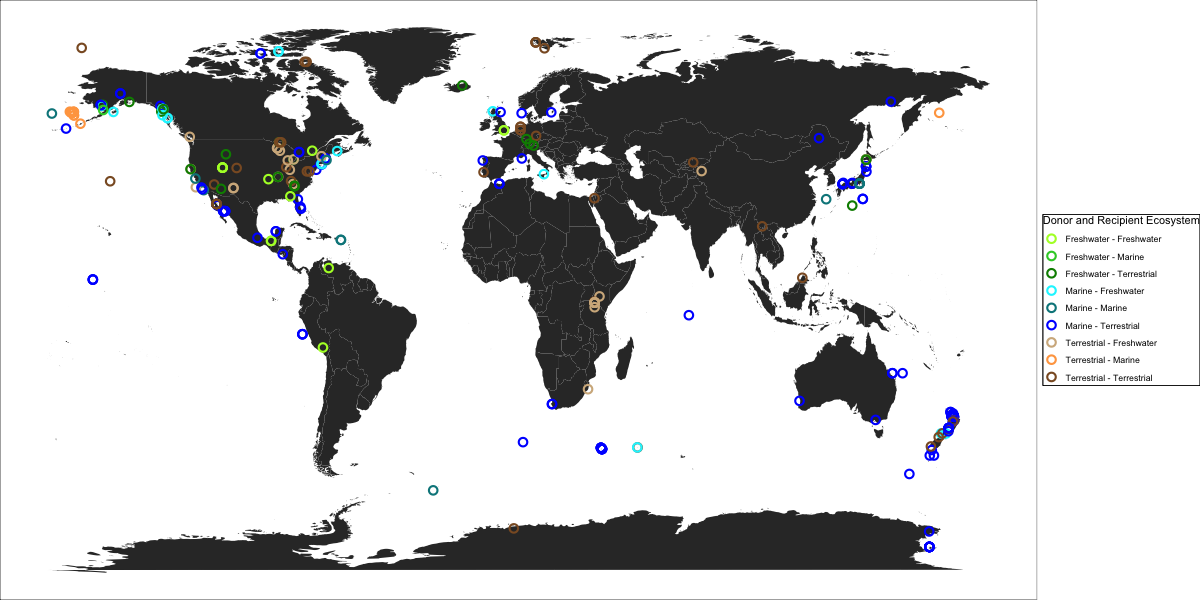 Donor and Recipient Ecosystem
Freshwater - Freshwater
Freshwater - Marine
Freshwater - Terrestrial
Marine - Freshwater
Marine - Marine
Marine - Terrestrial
Terrestrial - Freshwater
Terrestrial - Marine
Terrestrial - Terrestrial